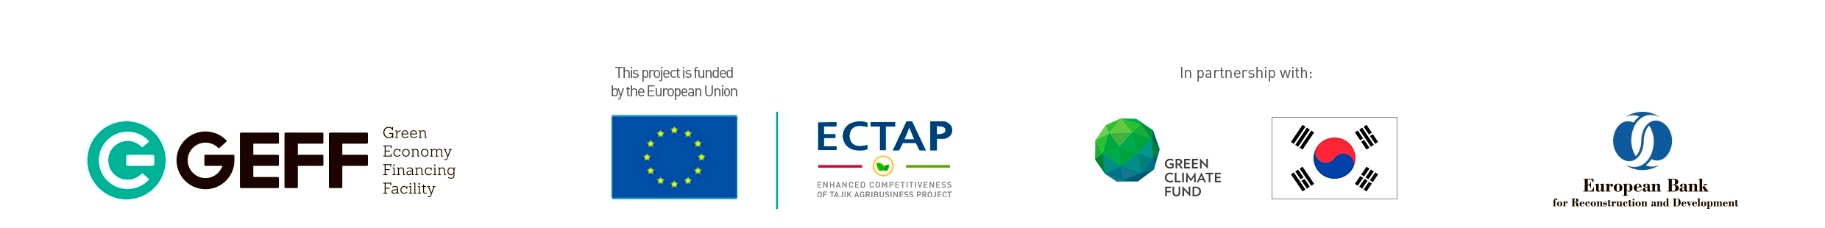 GEFF
Green
Economy
Financing
Facility
This project is funded
by the European Union
ECTAP
ENHANCED COMPETITIVENESS
OF TAJIK AGRIBUSINESS PROJECT
In partnership with:
GREEN
CLIMATE
FUND
European Bank
for Reconstruction and Development